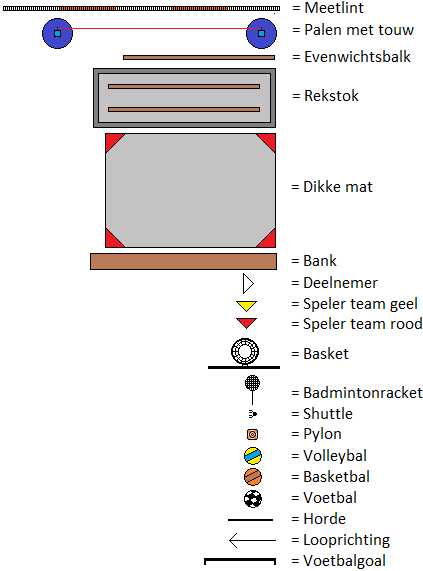 = Meetlint
= Palen met touw
= Evenwichtsbalk
= Rekstok
= Dikke mat
= Bank
= Deelnemer
= Speler team geel
= Speler team rood
= Basket
= Badmintonracket
= Shuttle
= Pylon
= Volleybal
= Basketbal
= Voetbal
= Horde
= Looprichting
= Voetbalgoal